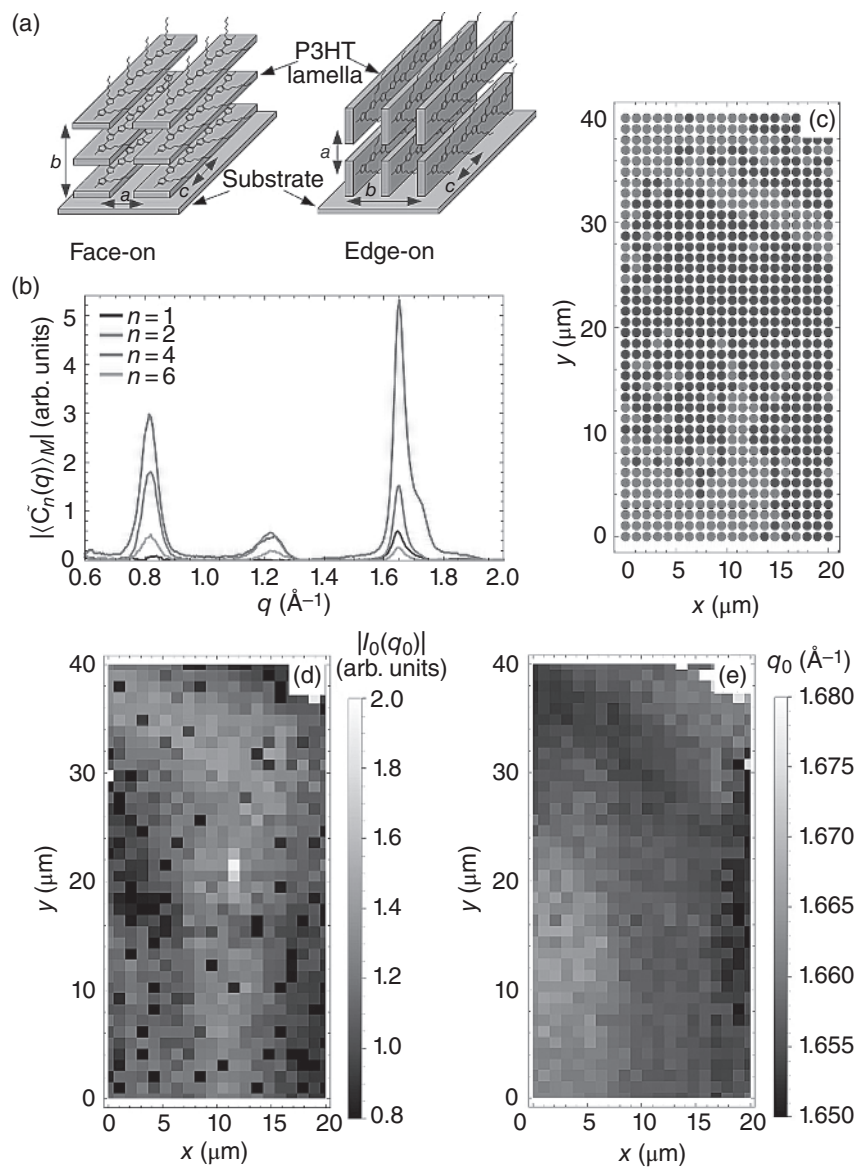 (a)
P3HT
lamella
b
a
c
Substrate
a
b
c
Face-on
Edge-on
(b)
5
4
3
2
1
0
n = 1
n = 2
n = 4
n = 6
|⟨C̃n(q)⟩M| (arb. units)
0.6 0.8 1.0 1.2 1.4 1.6 1.8 2.0
q (Å–1)
(c)
40
30
20
10
0
y (μm)
0 5 10 15 20
x (μm)
(d)
|I0(q0)|
(arb. units)
40
30
20
10
0
y (μm)
0 5 10 15 20
x (μm)
2.0
1.8
1.6
1.4
1.2
1.0
0.8
(e)
q0 (Å–1)
40
30
20
10
0
y (μm)
0 5 10 15 20
x (μm)
1.680
1.675
1.670
1.665
1.660
1.655
1.650